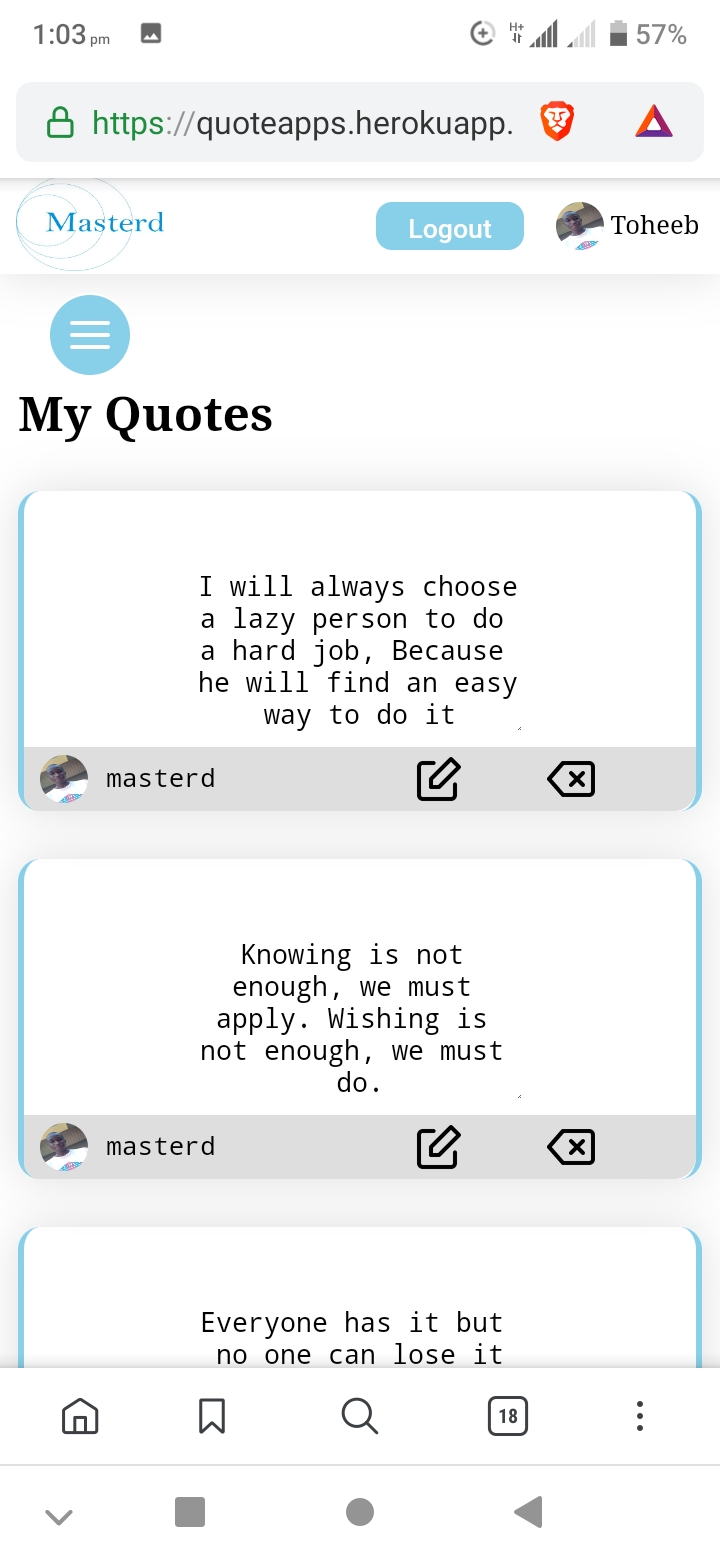 1:03 pm
H+
57%
https://quoteapps.herokuapp.
Masterd
Logout
Toheeb
My Quotes
I will always choose
a lazy person to do
a hard job, Because
he will find an easy
way to do it
masterd
Knowing is not
enough, we must
apply. Wishing is
not enough, we must
do.
masterd
Everyone has it but
no one can lose it
18